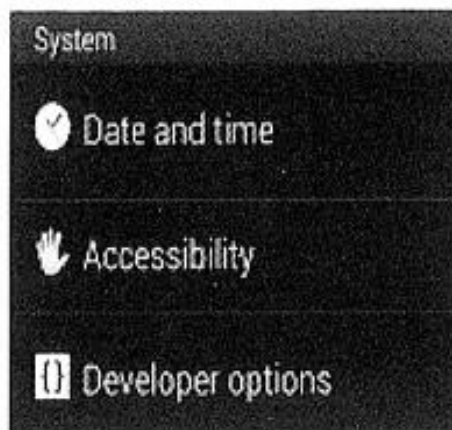 System
Date and time
Accessibility
{} Developer options